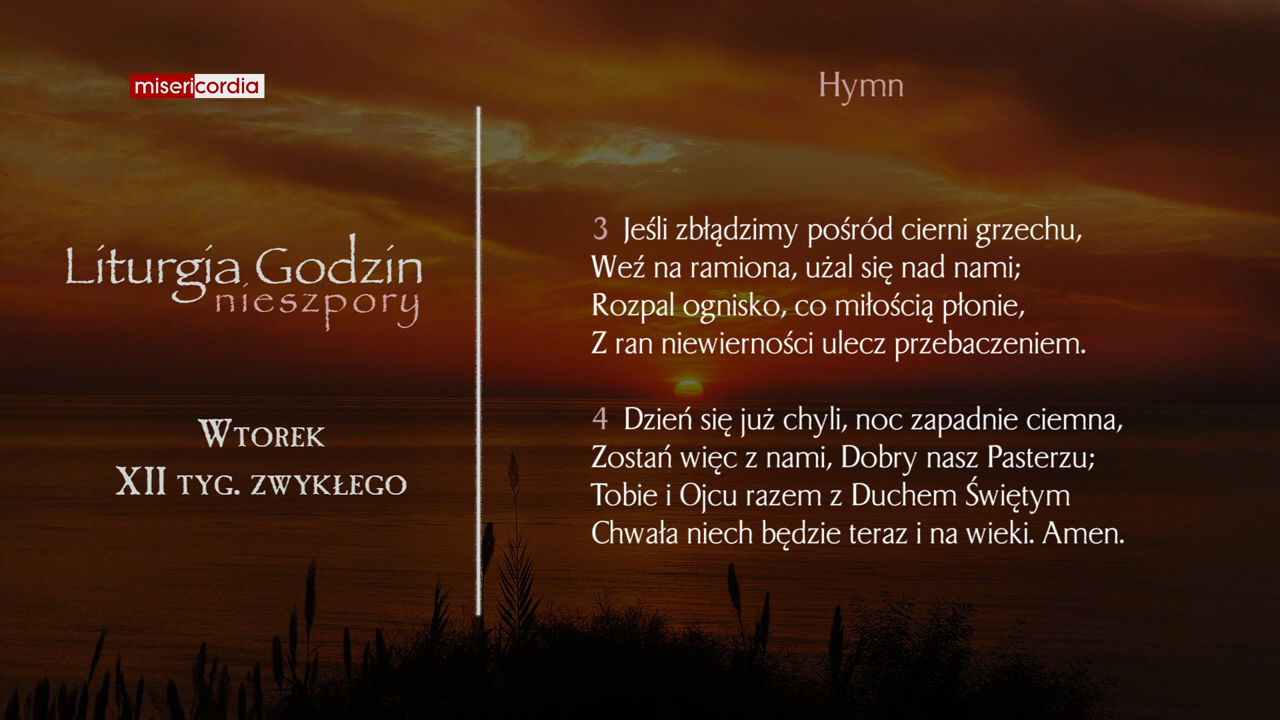 misericordia
Liturgia Godzin
nieszpory
Wtorek
XII tyg. zwykłego
Hymn
3 Jeśli zbłądzimy pośród cierni grzechu,
Weź na ramiona, użal się nad nami;
Rozpal ognisko, co miłością płonie,
Z ran niewierności ulecz przebaczeniem.
4 Dzień się już chyli, noc zapadnie ciemna,
Zostań więc z nami, Dobry nasz Pasterzu;
Tobie i Ojcu razem z Duchem Świętym
Chwała niech będzie teraz i na wieki. Amen.